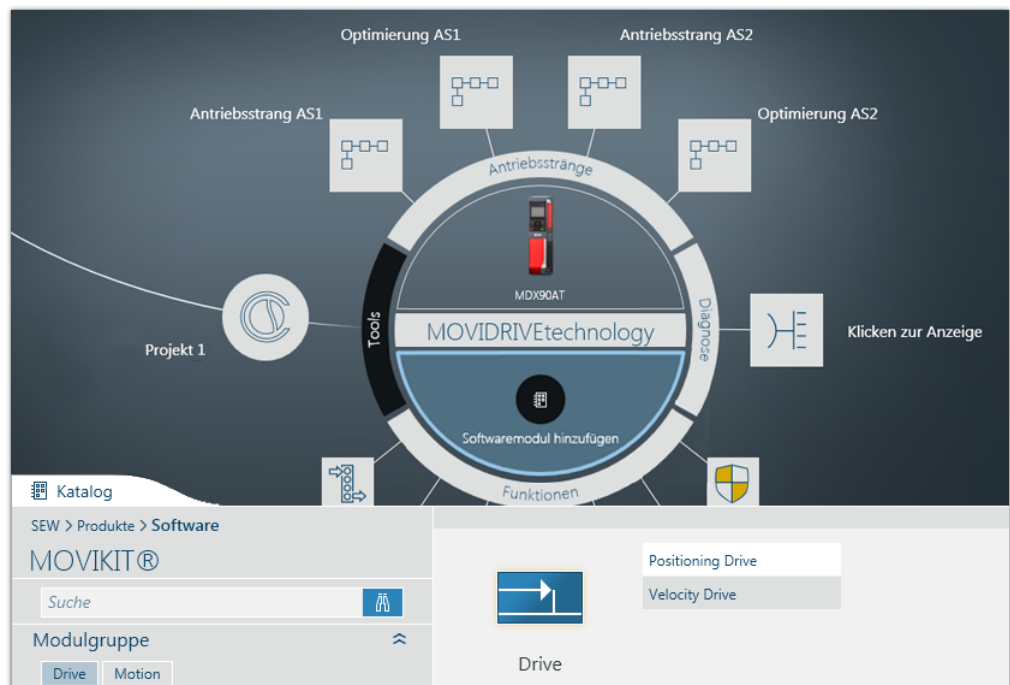 Optimierung AS1
Antriebsstrang AS2
Antriebsstrang AS1
Optimierung AS2
Antriebsstränge
MDX90AT
Tools
MOVIDRIVEtechnology
Diagnose
Klicken zur Anzeige
Projekt 1
Softwaremodul hinzufügen
Funktionen
Katalog
SEW > Produkte > Software
MOVIKIT®
Suche
Modulgruppe
Drive Motion
Positioning Drive
Velocity Drive
Drive